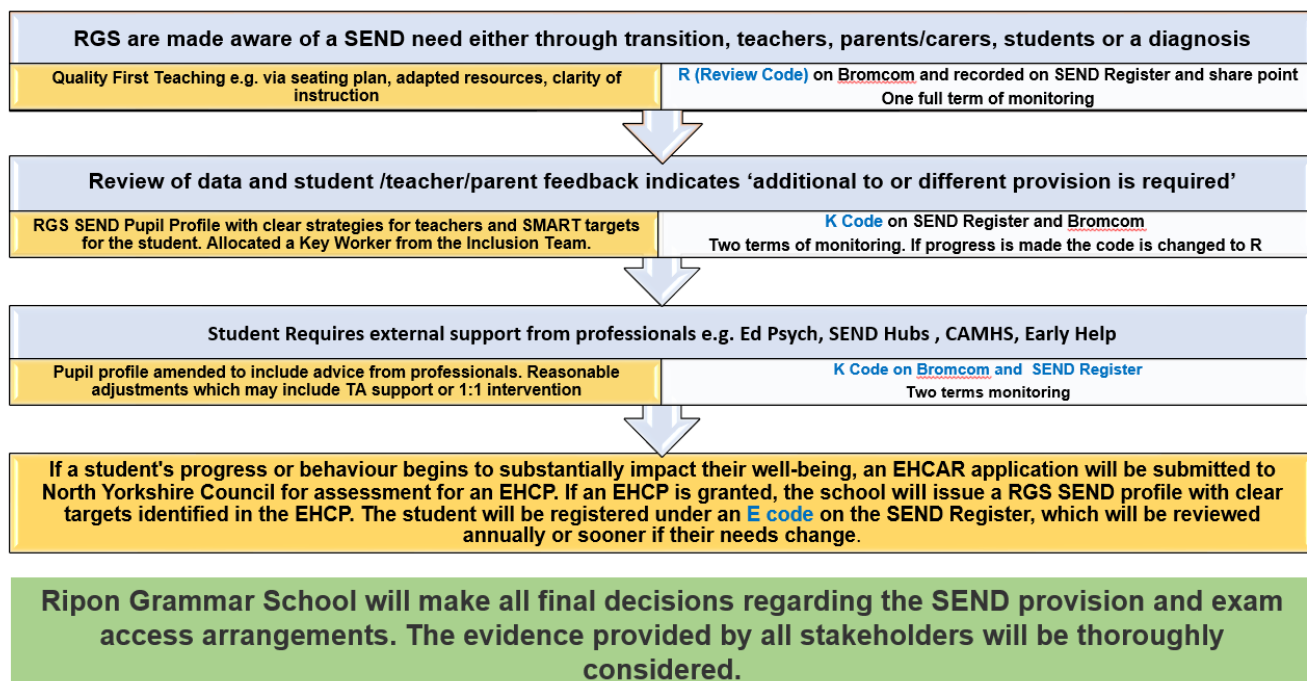 RGS are made aware of a SEND need either through transition, teachers, parents/carers, students or a diagnosis
Quality First Teaching e.g. via seating plan, adapted resources, clarity of
instruction
R (Review Code) on Bromcom and recorded on SEND Register and share point
One full term of monitoring
Review of data and student /teacher/parent feedback indicates ‘additional to or different provision is required’
RGS SEND Pupil Profile with clear strategies for teachers and SMART targets
for the student. Allocated a Key Worker from the Inclusion Team.
K Code on SEND Register and Bromcom
Two terms of monitoring. If progress is made the code is changed to R
Student Requires external support from professionals e.g. Ed Psych, SEND Hubs , CAMHS, Early Help
Pupil profile amended to include advice from professionals. Reasonable
adjustments which may include TA support or 1:1 intervention
K Code on Bromcom and SEND Register
Two terms monitoring
If a student's progress or behaviour begins to substantially impact their well-being, an EHCAR application will be submitted to
North Yorkshire Council for assessment for an EHCP. If an EHCP is granted, the school will issue a RGS SEND profile with clear
targets identified in the EHCP. The student will be registered under an E code on the SEND Register, which will be reviewed
annually or sooner if their needs change.
Ripon Grammar School will make all final decisions regarding the SEND provision and exam
access arrangements. The evidence provided by all stakeholders will be thoroughly
considered.